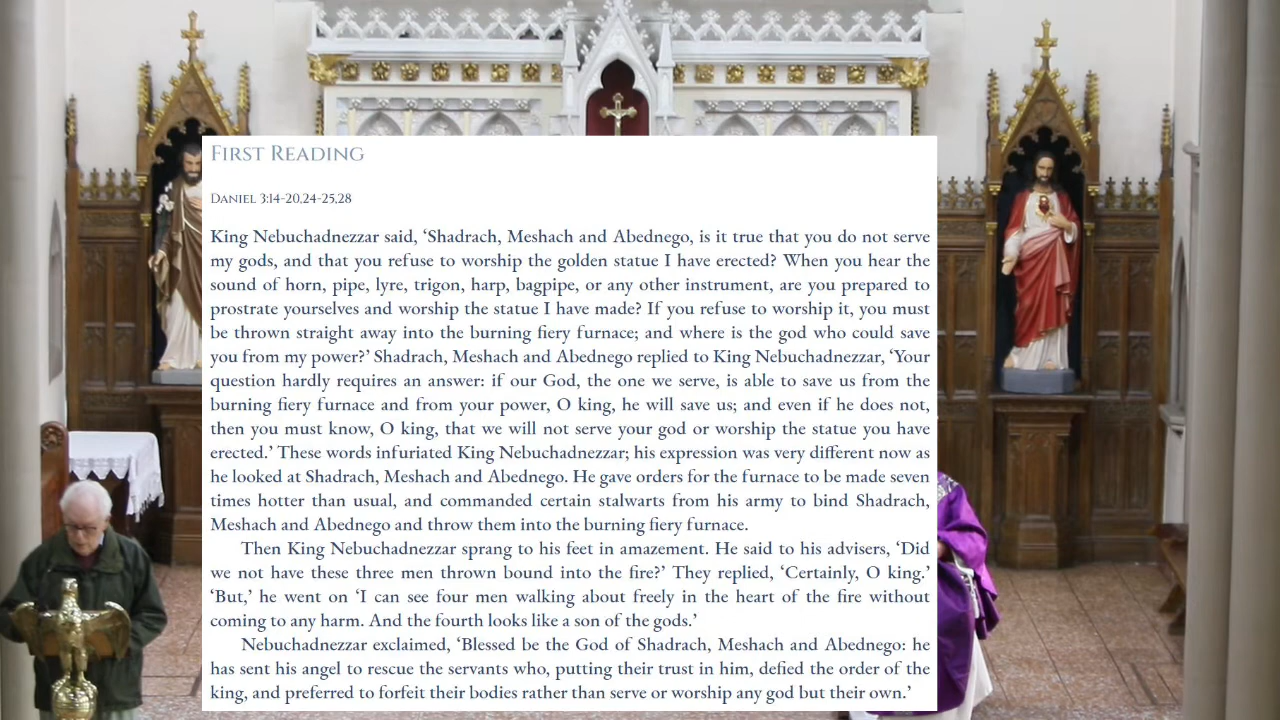 First Reading
Daniel 3:14-20,24-25,28
King Nebuchadnezzar said, ‘Shadrach, Meshach and Abednego, is it true that you do not serve
my gods, and that you refuse to worship the golden statue I have erected? When you hear the
sound of horn, pipe, lyre, trigon, harp, bagpipe, or any other instrument, are you prepared to
prostrate yourselves and worship the statue I have made? If you refuse to worship it, you must
be thrown straight away into the burning fiery furnace; and where is the god who could save
you from my power?’ Shadrach, Meshach and Abednego replied to King Nebuchadnezzar, ‘Your
question hardly requires an answer: if our God, the one we serve, is able to save us from the
burning fiery furnace and from your power, O king, he will save us; and even if he does not,
then you must know, O king, that we will not serve your god or worship the statue you have
erected.’ These words infuriated King Nebuchadnezzar; his expression was very different now as
he looked at Shadrach, Meshach and Abednego. He gave orders for the furnace to be made seven
times hotter than usual, and commanded certain stalwarts from his army to bind Shadrach,
Meshach and Abednego and throw them into the burning fiery furnace.
Then King Nebuchadnezzar sprang to his feet in amazement. He said to his advisers, ‘Did
we not have these three men thrown bound into the fire?’ They replied, ‘Certainly, O king.’
‘But,’ he went on ‘I can see four men walking about freely in the heart of the fire without
coming to any harm. And the fourth looks like a son of the gods.’
Nebuchadnezzar exclaimed, ‘Blessed be the God of Shadrach, Meshach and Abednego: he
has sent his angel to rescue the servants who, putting their trust in him, defied the order of the
king, and preferred to forfeit their bodies rather than serve or worship any god but their own.’